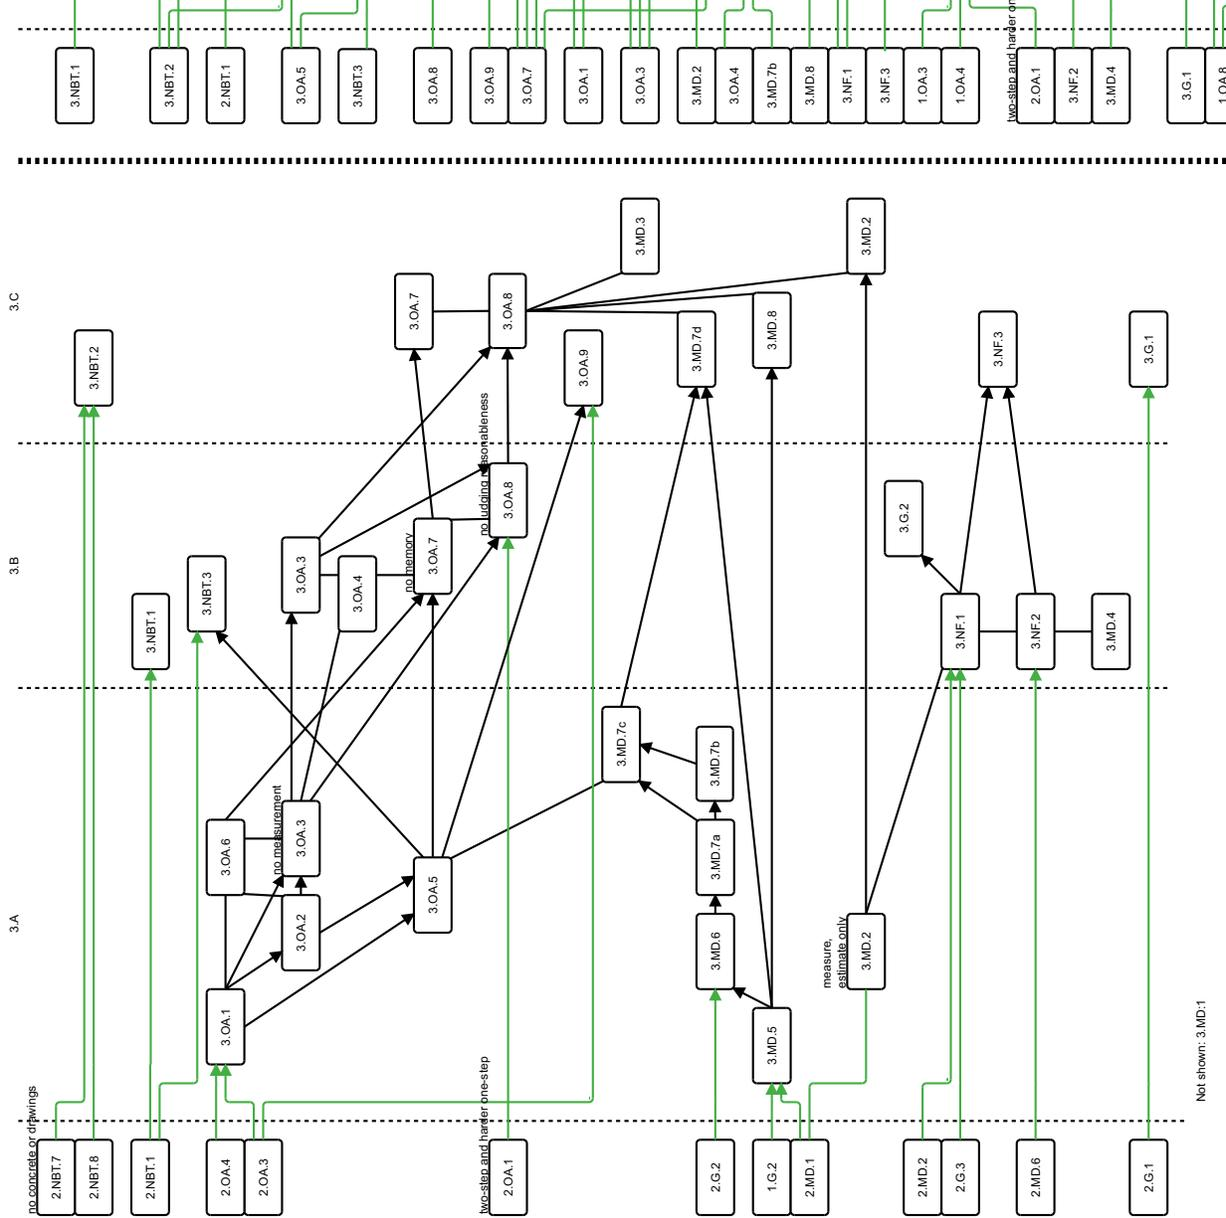 two-step and harder on
3.NBT.1
3.NBT.2
2.NBT.1
3.OA.5
3.NBT.3
3.OA.8
3.OA.9
3.OA.7
3.OA.1
3.OA.3
3.MD.2
3.OA.4
3.MD.7b
3.MD.8
3.NF.1
3.NF.3
1.OA.3
1.OA.4
2.OA.1
3.NF.2
3.MD.4
3.G.1
1.OA.8
3.C
3.MD.3
3.MD.2
3.OA.7
3.OA.8
3.MD.8
3.MD.7d
3.NF.3
3.G.1
3.NBT.2
3.OA.9
no judging reasonableness
3.OA.8
3.G.2
3.B
no memory
3.OA.7
3.OA.3
3.OA.4
3.NBT.3
3.NBT.1
3.NF.1
3.NF.2
3.MD.4
3.MD.7c
3.MD.7b
no measurement
3.OA.3
3.OA.6
3.MD.7a
3.OA.5
3.A
3.OA.2
3.MD.6
measure,
estimate only
3.MD.2
3.OA.1
3.MD.5
Not shown: 3.MD:1
no concrete or drawings
2.NBT.7
2.NBT.8
2.NBT.1
2.OA.4
2.OA.3
two-step and harder one-step
2.OA.1
2.G.2
1.G.2
2.MD.1
2.MD.2
2.G.3
2.MD.6
2.G.1